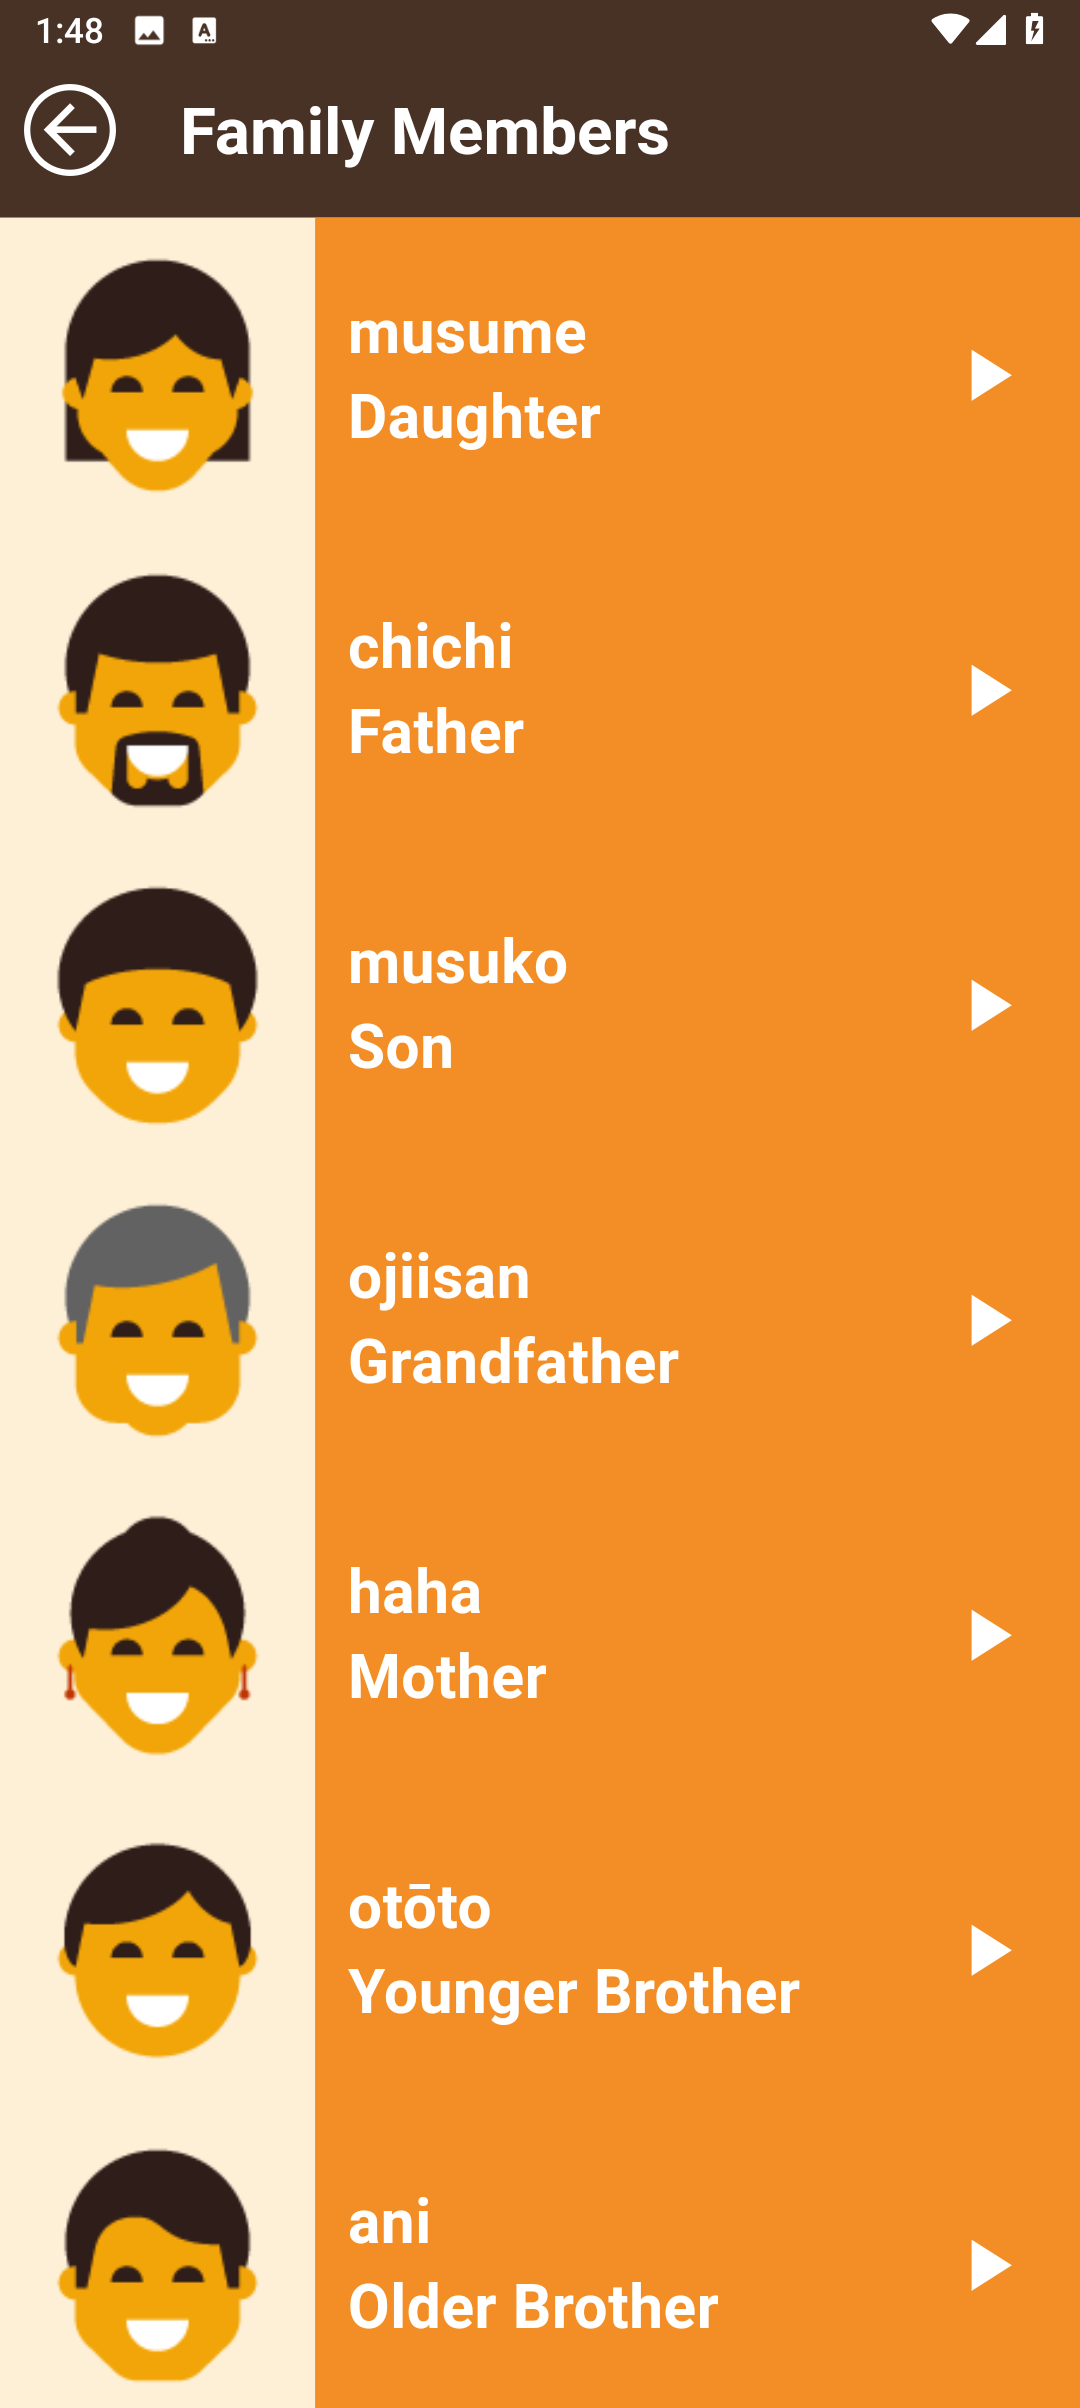 1:48
Family Members
musume
Daughter
chichi
Father
musuko
Son
ojiisan
Grandfather
haha
Mother
otōto
Younger Brother
ani
Older Brother